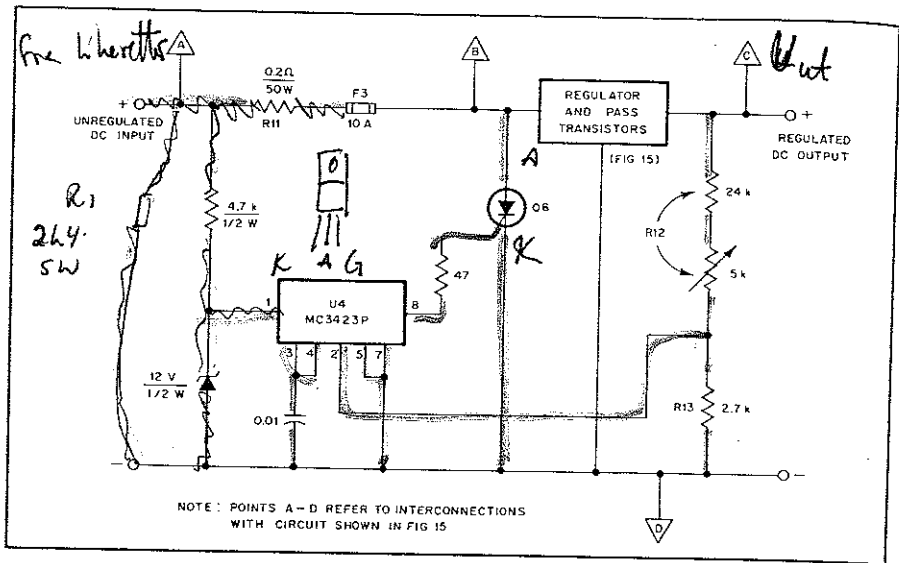 A
B
C
0.2Ω
50W
R11
F3
10 A
+
UNREGULATED
DC INPUT
REGULATOR
AND PASS
TRANSISTORS
(FIG 15)
+
REGULATED
DC OUTPUT
A
Q6
K
R1
5W
4.7 k
1/2 W
K A G
47
R12
24 k
5 k
1
U4
MC3423P
8
3 4 2 5 7
12 V
1/2 W
0.01
R13
2.7 k
−
−
D
NOTE: POINTS A-D REFER TO INTERCONNECTIONS
WITH CIRCUIT SHOWN IN FIG 15